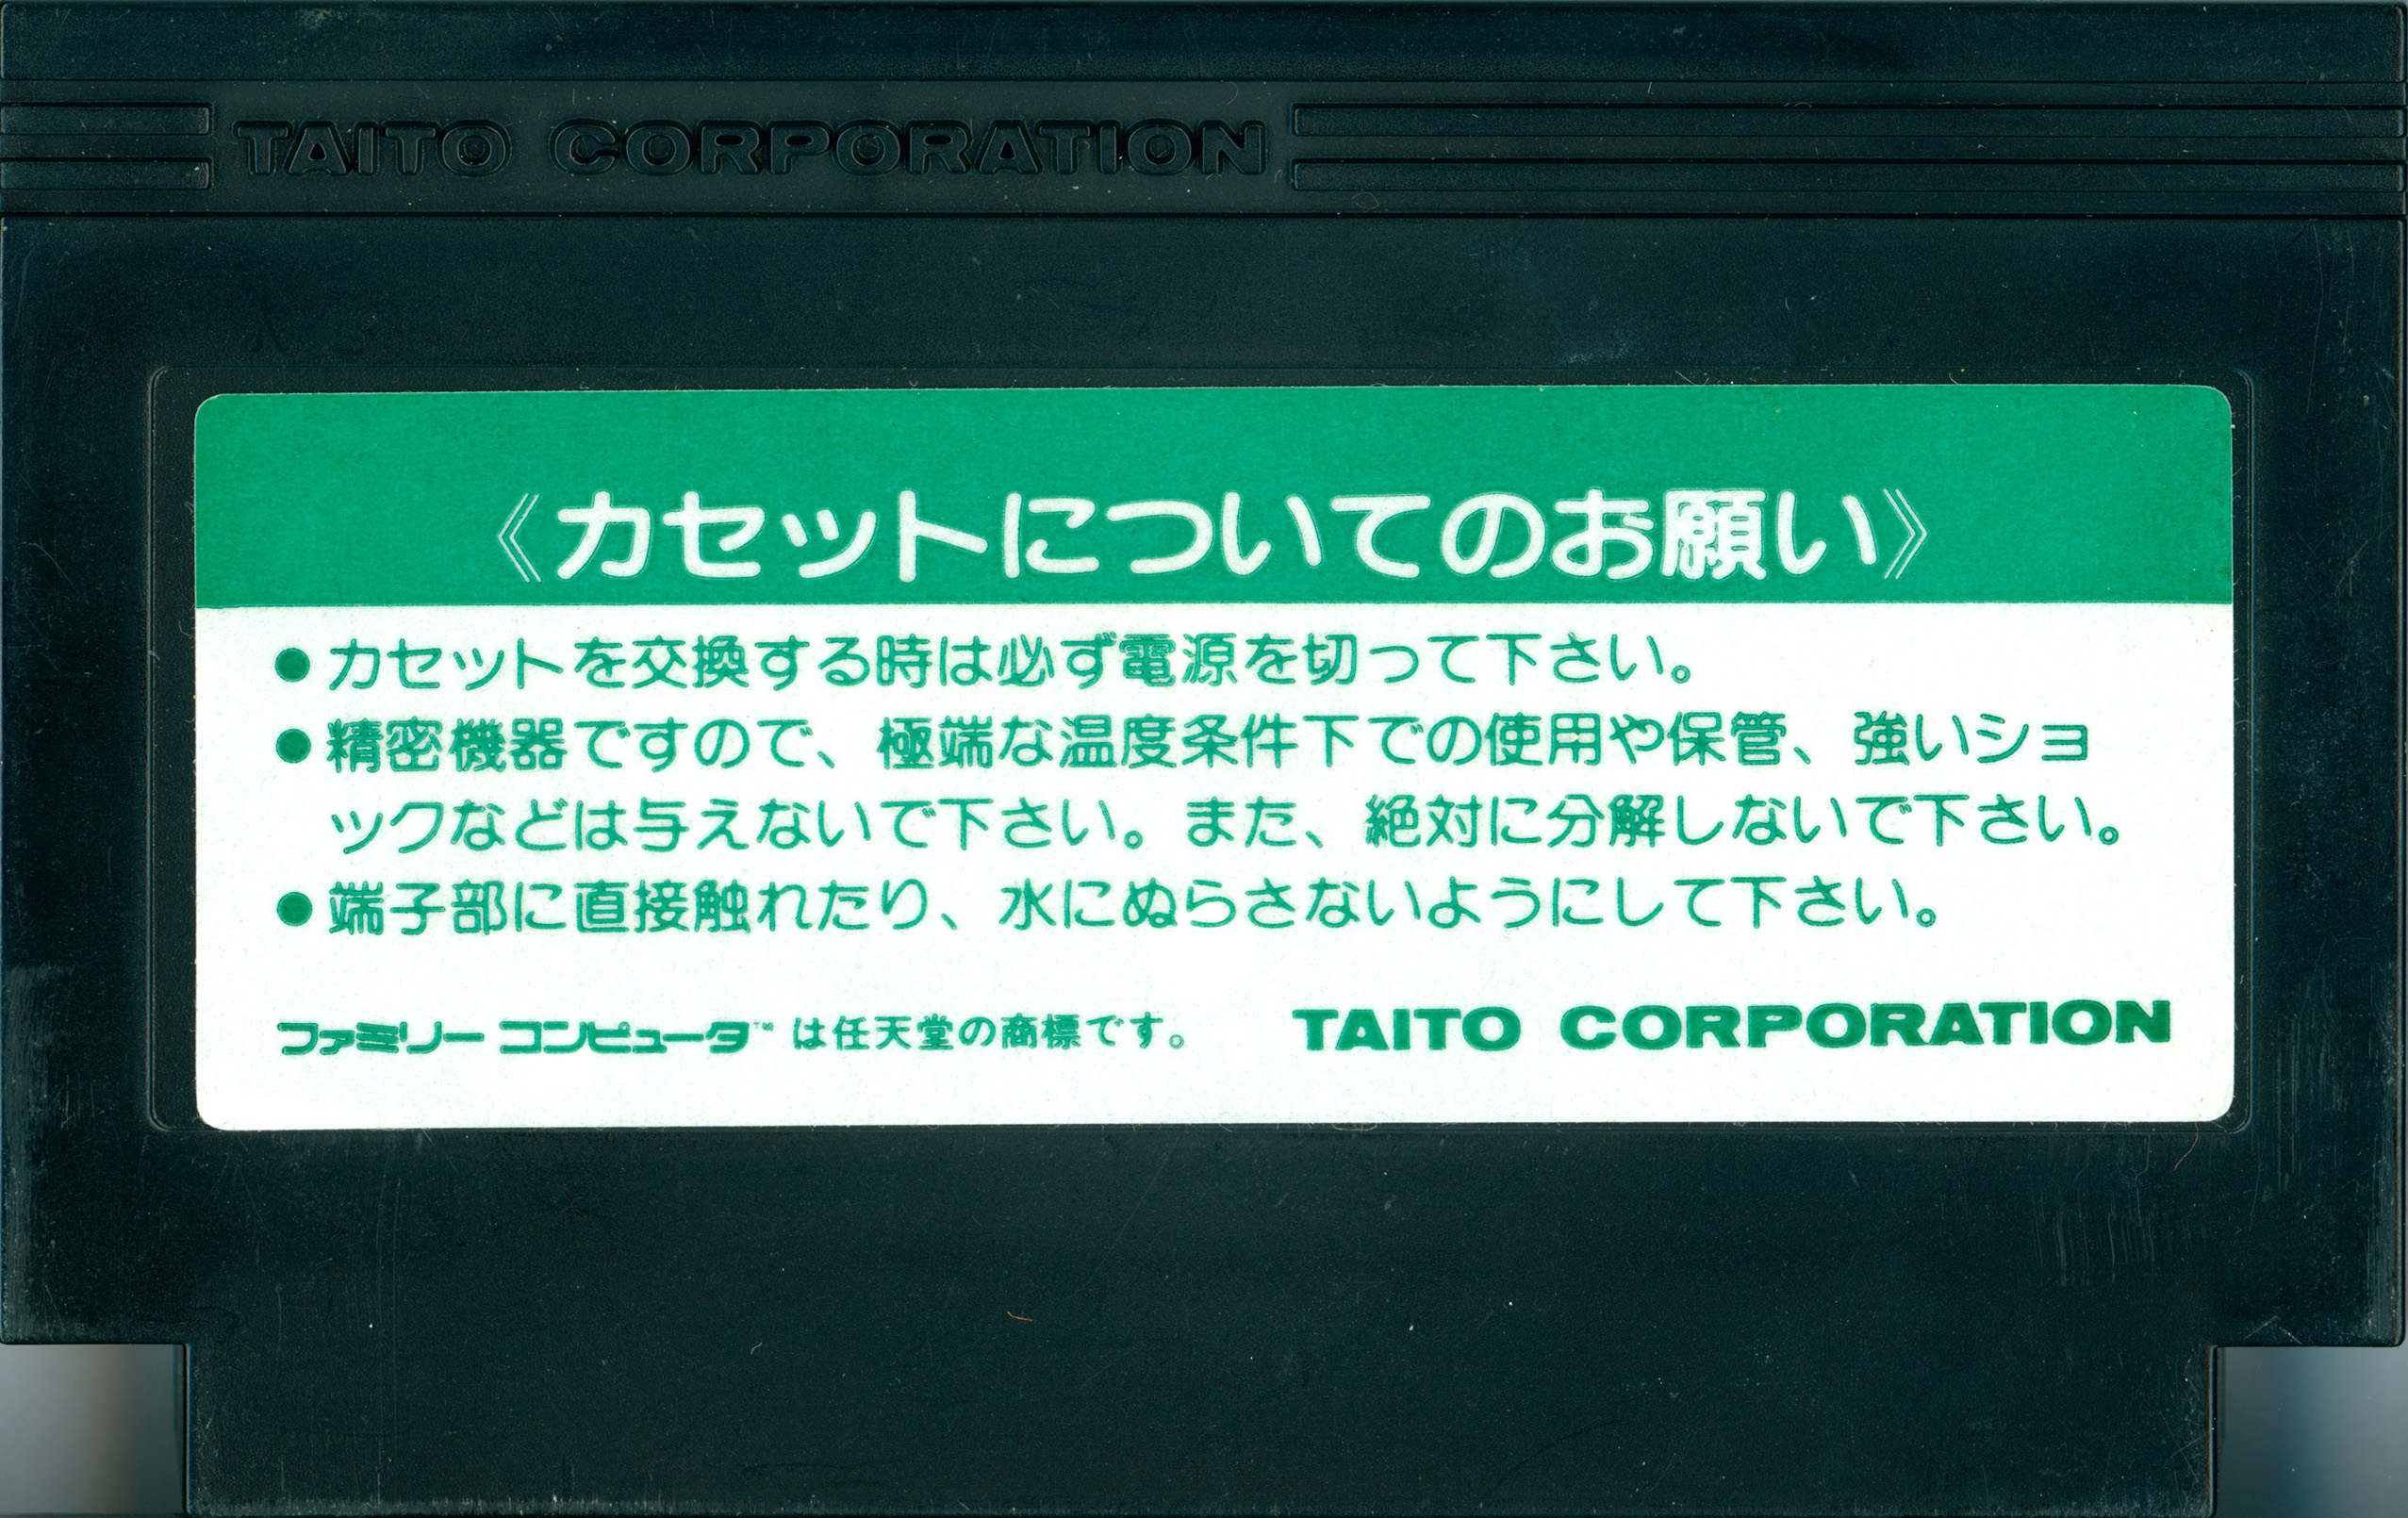 TAITO CORPORATION
《カセットについてのお願い》
●カセットを交換する時は必ず電源を切って下さい。
●精密機器ですので、極端な温度条件下での使用や保管、強いショ
ックなどは与えないで下さい。また、絶対に分解しないで下さい。
●端子部に直接触れたり、水にぬらさないようにして下さい。
ファミリーコンピュータ™は任天堂の商標です。 TAITO CORPORATION